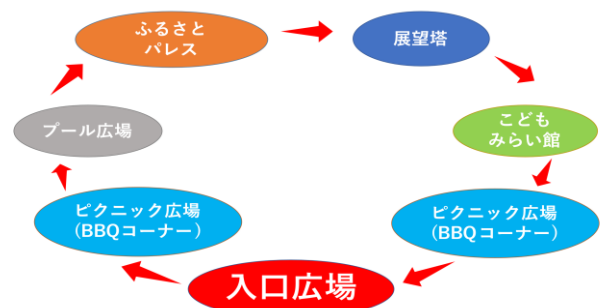 ふるさと
パレス
展望塔
プール広場
こども
みらい館
ピクニック広場
(BBQコーナー)
ピクニック広場
(BBQコーナー)
入口広場